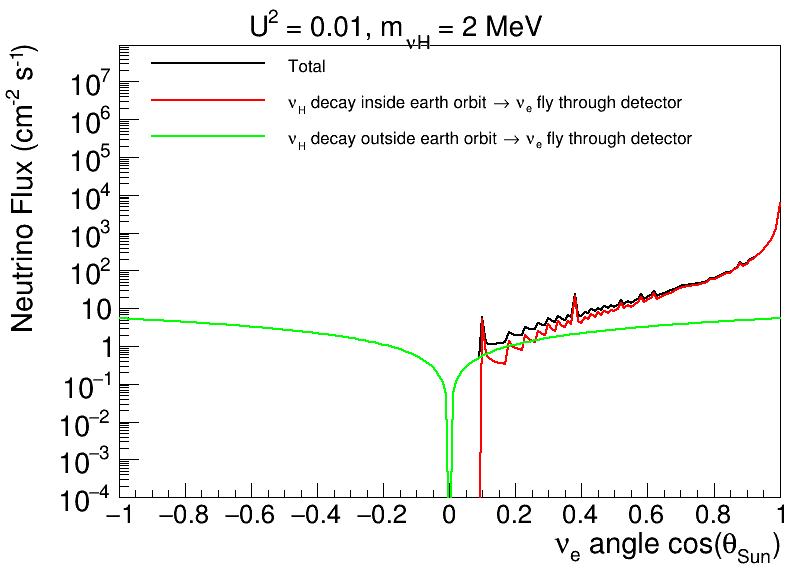 U² = 0.01, m_νH = 2 MeV
Neutrino Flux (cm⁻² s⁻¹)
Total
ν_H decay inside earth orbit → ν_e fly through detector
ν_H decay outside earth orbit → ν_e fly through detector
10⁷
10⁶
10⁵
10⁴
10³
10²
10
1
10⁻¹
10⁻²
10⁻³
10⁻⁴
−1 −0.8 −0.6 −0.4 −0.2 0 0.2 0.4 0.6 0.8 1
ν_e angle cos(θ_Sun)